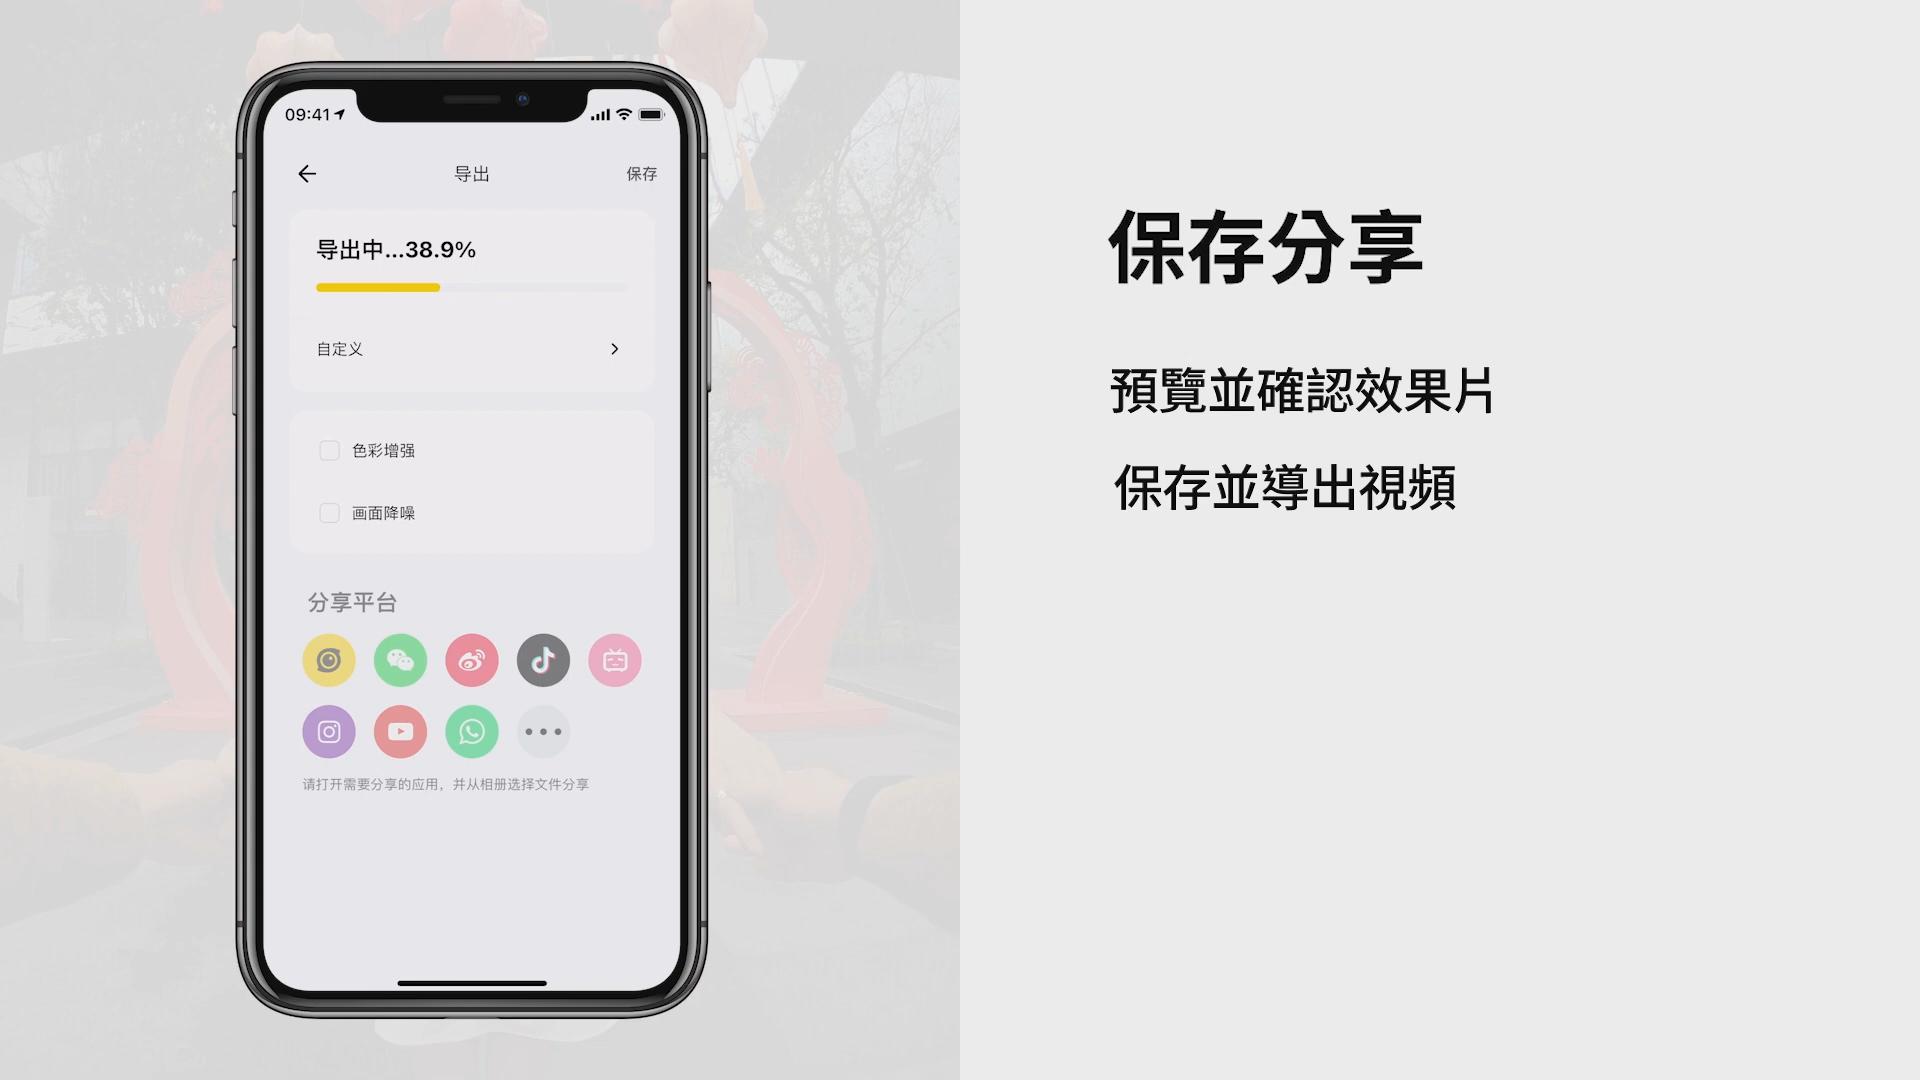 09:41
导出
保存
导出中...38.9%
自定义
色彩增强
画面降噪
分享平台
请打开需要分享的应用，并从相册选择文件分享
保存分享
預覽並確認效果片
保存並導出視頻